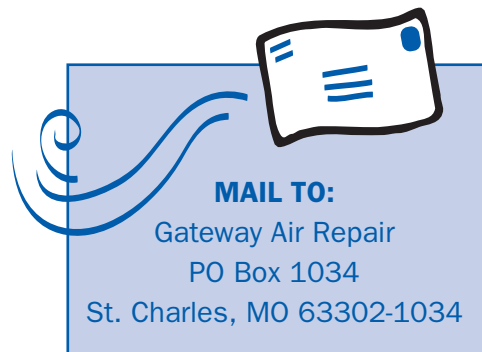 MAIL TO:
Gateway Air Repair
PO Box 1034
St. Charles, MO 63302-1034